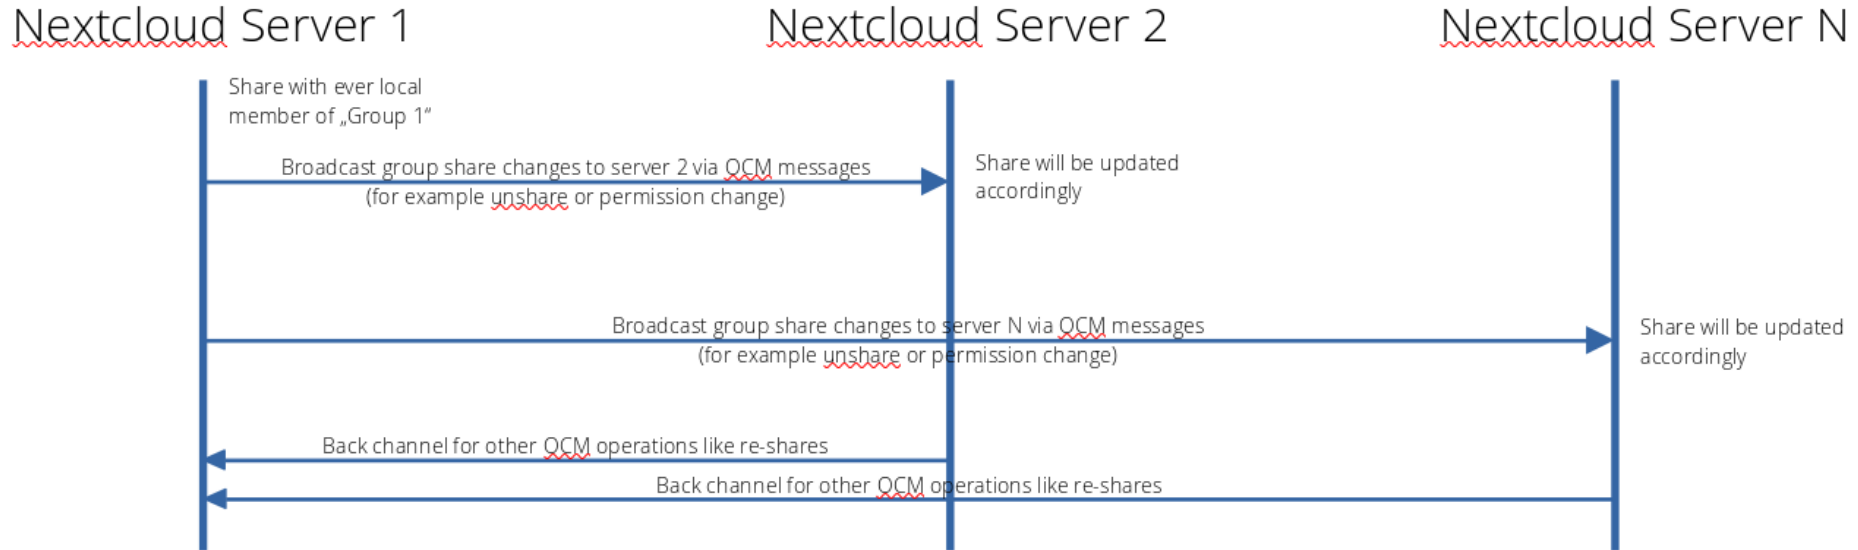 Nextcloud Server 1
Nextcloud Server 2
Nextcloud Server N
Share with ever local
member of „Group 1“
Broadcast group share changes to server 2 via OCM messages
(for example unshare or permission change)
Share will be updated
accordingly
Broadcast group share changes to server N via OCM messages
(for example unshare or permission change)
Share will be updated
accordingly
Back channel for other OCM operations like re-shares
Back channel for other OCM operations like re-shares